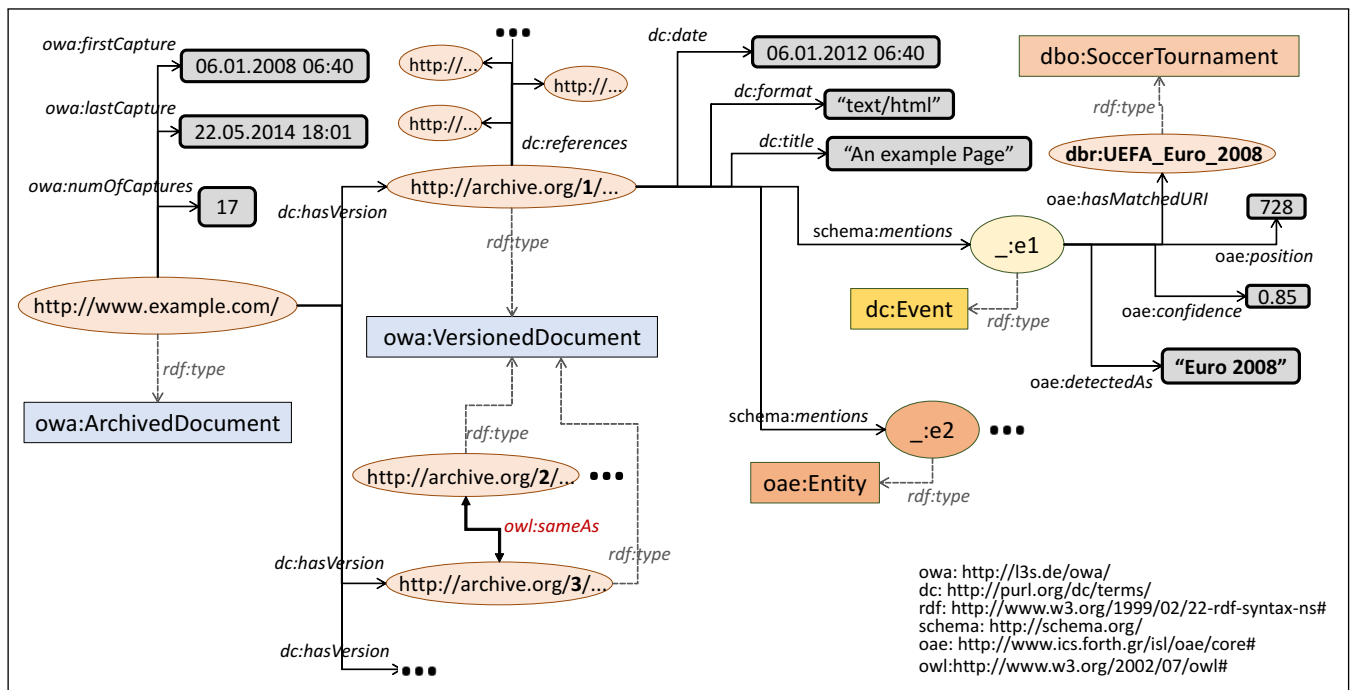 owa:firstCapture
06.01.2008 06:40
owa:lastCapture
22.05.2014 18:01
owa:numOfCaptures
17
http://www.example.com/
rdf:type
owa:ArchivedDocument
http://...
http://...
http://...
dc:references
dc:hasVersion
http://archive.org/1/...
rdf:type
owa:VersionedDocument
rdf:type
http://archive.org/2/...
owl:sameAs
rdf:type
dc:hasVersion
http://archive.org/3/...
dc:hasVersion
dc:date
06.01.2012 06:40
dc:format
“text/html”
dc:title
“An example Page”
dbo:SoccerTournament
rdf:type
dbr:UEFA_Euro_2008
oae:hasMatchedURI
728
oae:position
schema:mentions
_:e1
dc:Event
rdf:type
0.85
oae:confidence
“Euro 2008”
oae:detectedAs
schema:mentions
_:e2
oae:Entity
rdf:type
owa: http://l3s.de/owa/
dc: http://purl.org/dc/terms/
rdf: http://www.w3.org/1999/02/22-rdf-syntax-ns#
schema: http://schema.org/
oae: http://www.ics.forth.gr/isl/oae/core#
owl:http://www.w3.org/2002/07/owl#